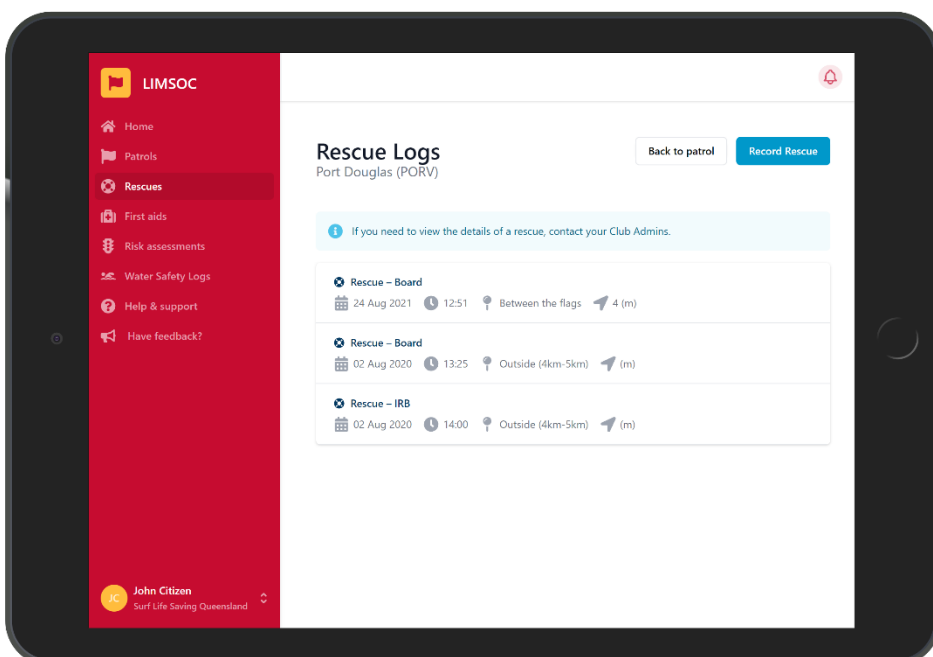 LIMSOC
Home
Patrols
Rescues
First aids
Risk assessments
Water Safety Logs
Help & support
Have feedback?
John Citizen
JC
Surf Life Saving Queensland
Rescue Logs
Port Douglas (PORV)
Back to patrol
Record Rescue
If you need to view the details of a rescue, contact your Club Admins.
Rescue – Board
24 Aug 2021 12:51 Between the flags 4 (m)
Rescue – Board
02 Aug 2020 13:25 Outside (4km-5km) (m)
Rescue – IRB
02 Aug 2020 14:00 Outside (4km-5km) (m)